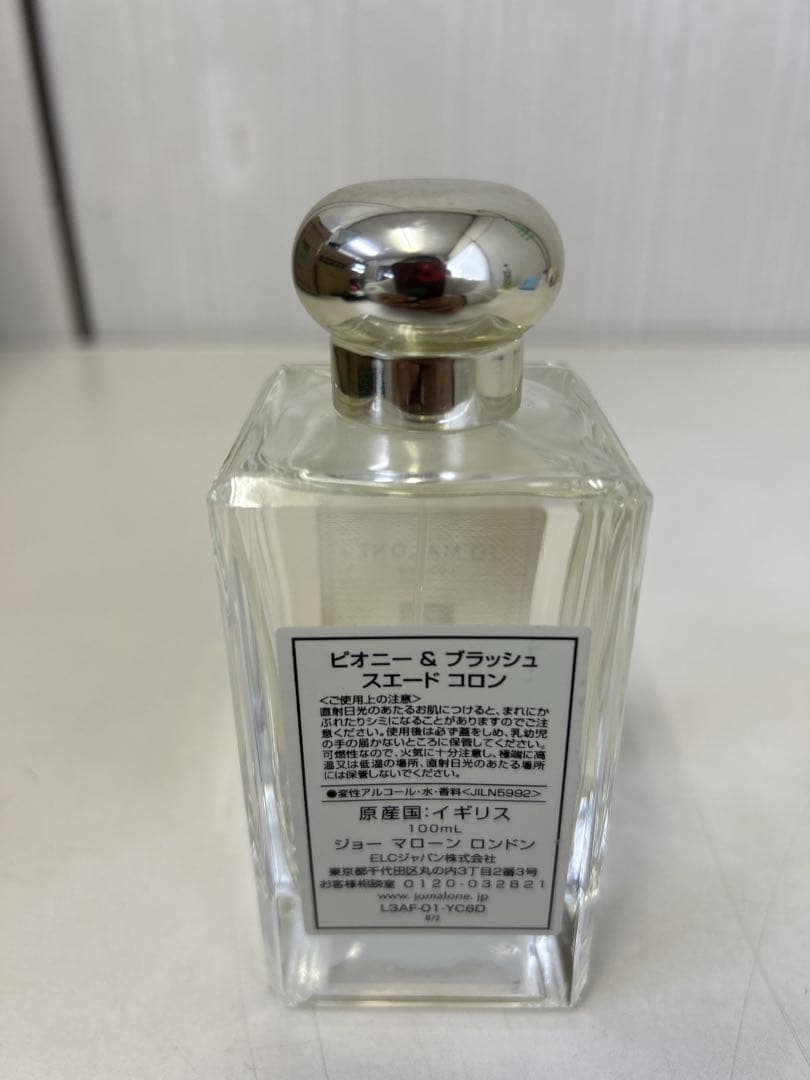 ピオニー & ブラッシュ
スエード コロン
<ご使用上の注意>
直射日光のあたるお肌につけると、まれにか
ぶれたりシミになることがありますのでご注
意ください。使用後は必ず蓋をしめ、乳幼児
の手の届かないところに保管してください。
可燃性なので、火気に十分注意し、極端に高
温又は低温の場所、直射日光のあたる場所
には保管しないでください。
●変性アルコール・水・香料<JILN5992>
原産国:イギリス
100mL
ジョー マローン ロンドン
ELCジャパン株式会社
東京都千代田区丸の内3丁目2番3号
お客様相談室 0120-032821
www. jomalone. jp
L3AF-01-YC6D